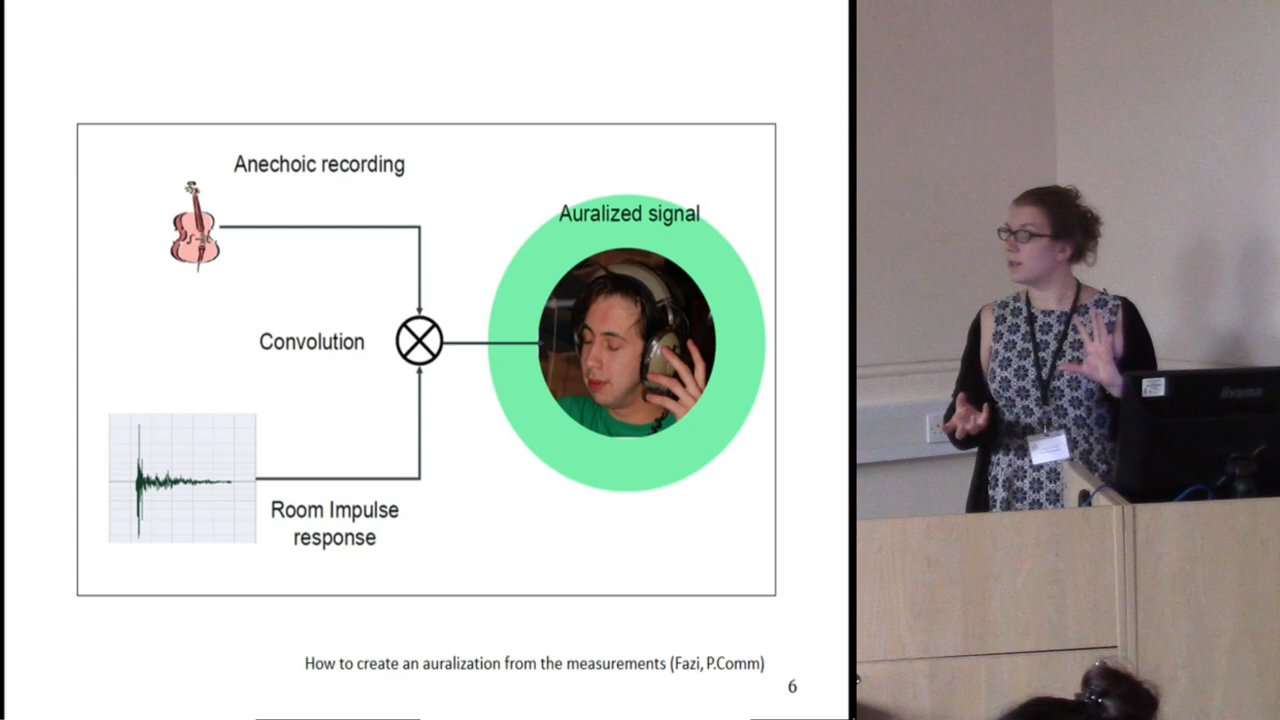 Anechoic recording
Auralized signal
Convolution
Room Impulse
response
How to create an auralization from the measurements (Fazi, P.Comm)
6
iiyama